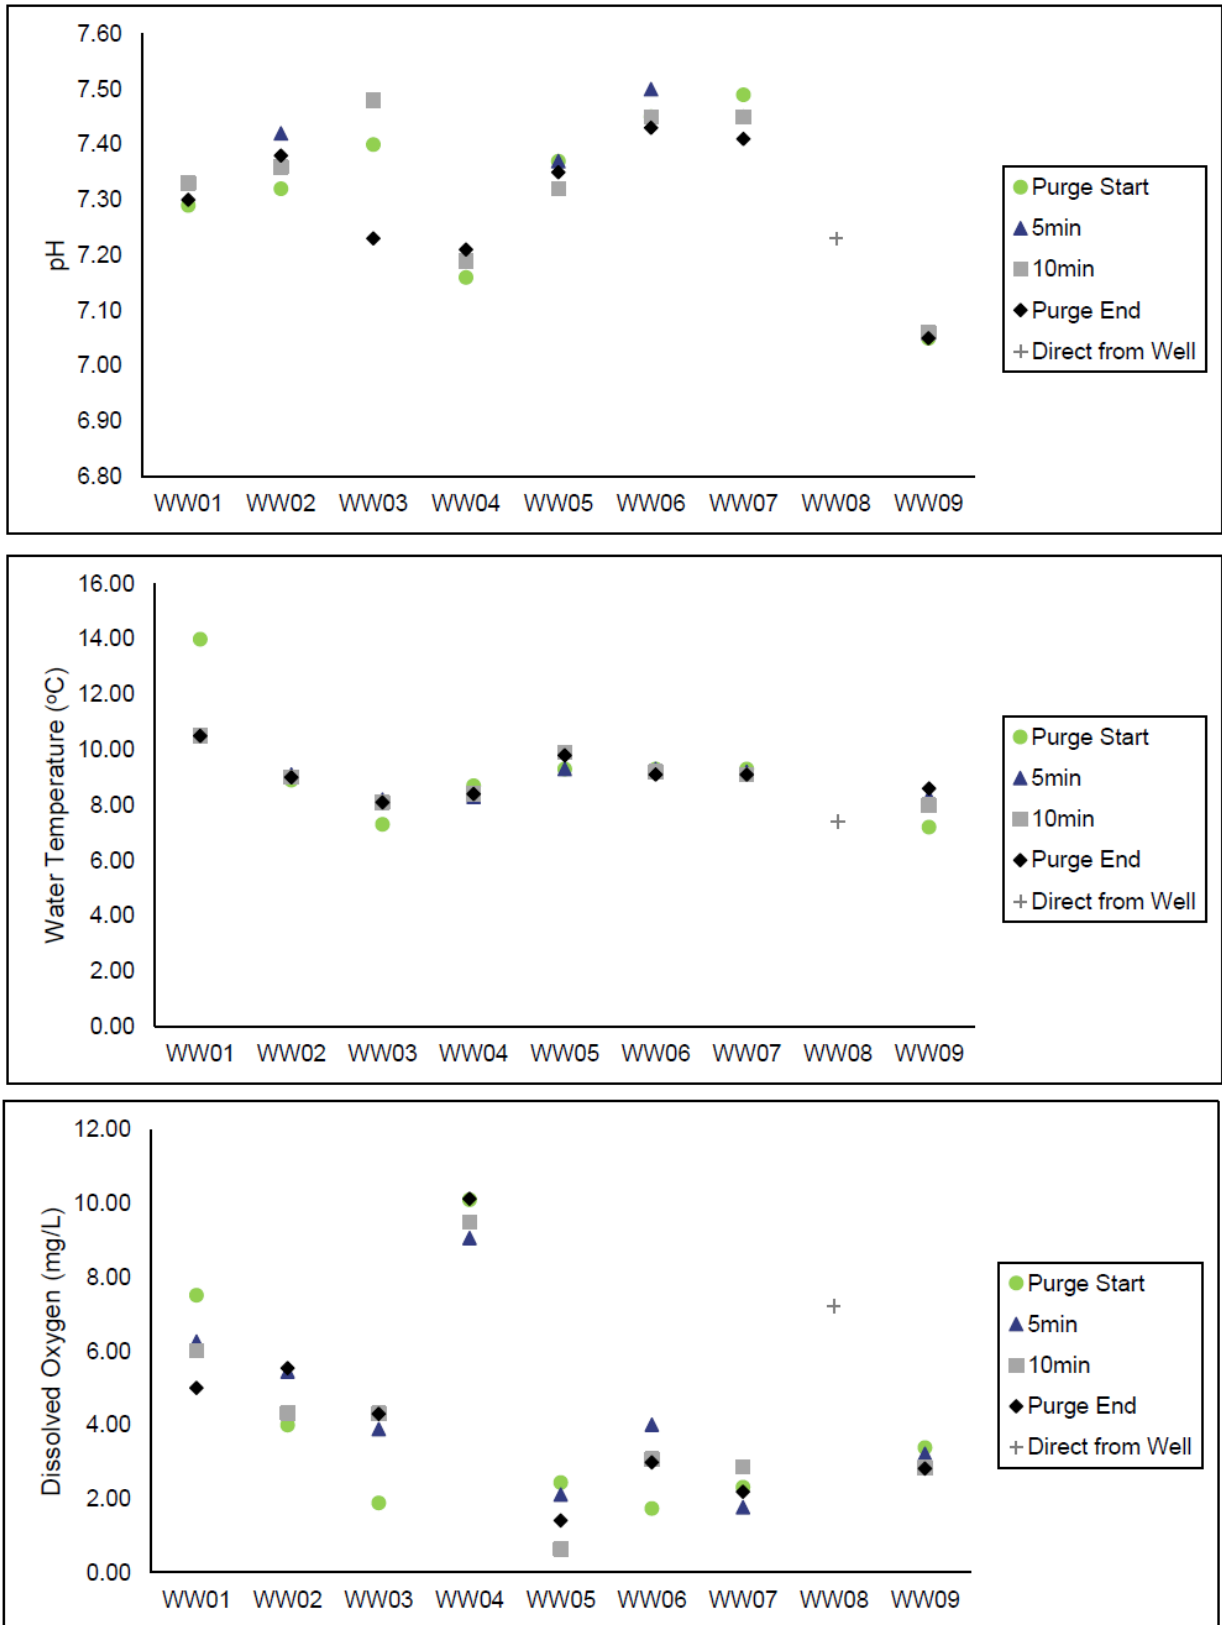 7.60
7.50
7.40
7.30
7.20
7.10
7.00
6.90
6.80
pH
WW01 WW02 WW03 WW04 WW05 WW06 WW07 WW08 WW09
Purge Start
5min
10min
Purge End
Direct from Well
16.00
14.00
12.00
10.00
8.00
6.00
4.00
2.00
0.00
Water Temperature (ºC)
WW01 WW02 WW03 WW04 WW05 WW06 WW07 WW08 WW09
Purge Start
5min
10min
Purge End
Direct from Well
12.00
10.00
8.00
6.00
4.00
2.00
0.00
Dissolved Oxygen (mg/L)
WW01 WW02 WW03 WW04 WW05 WW06 WW07 WW08 WW09
Purge Start
5min
10min
Purge End
Direct from Well